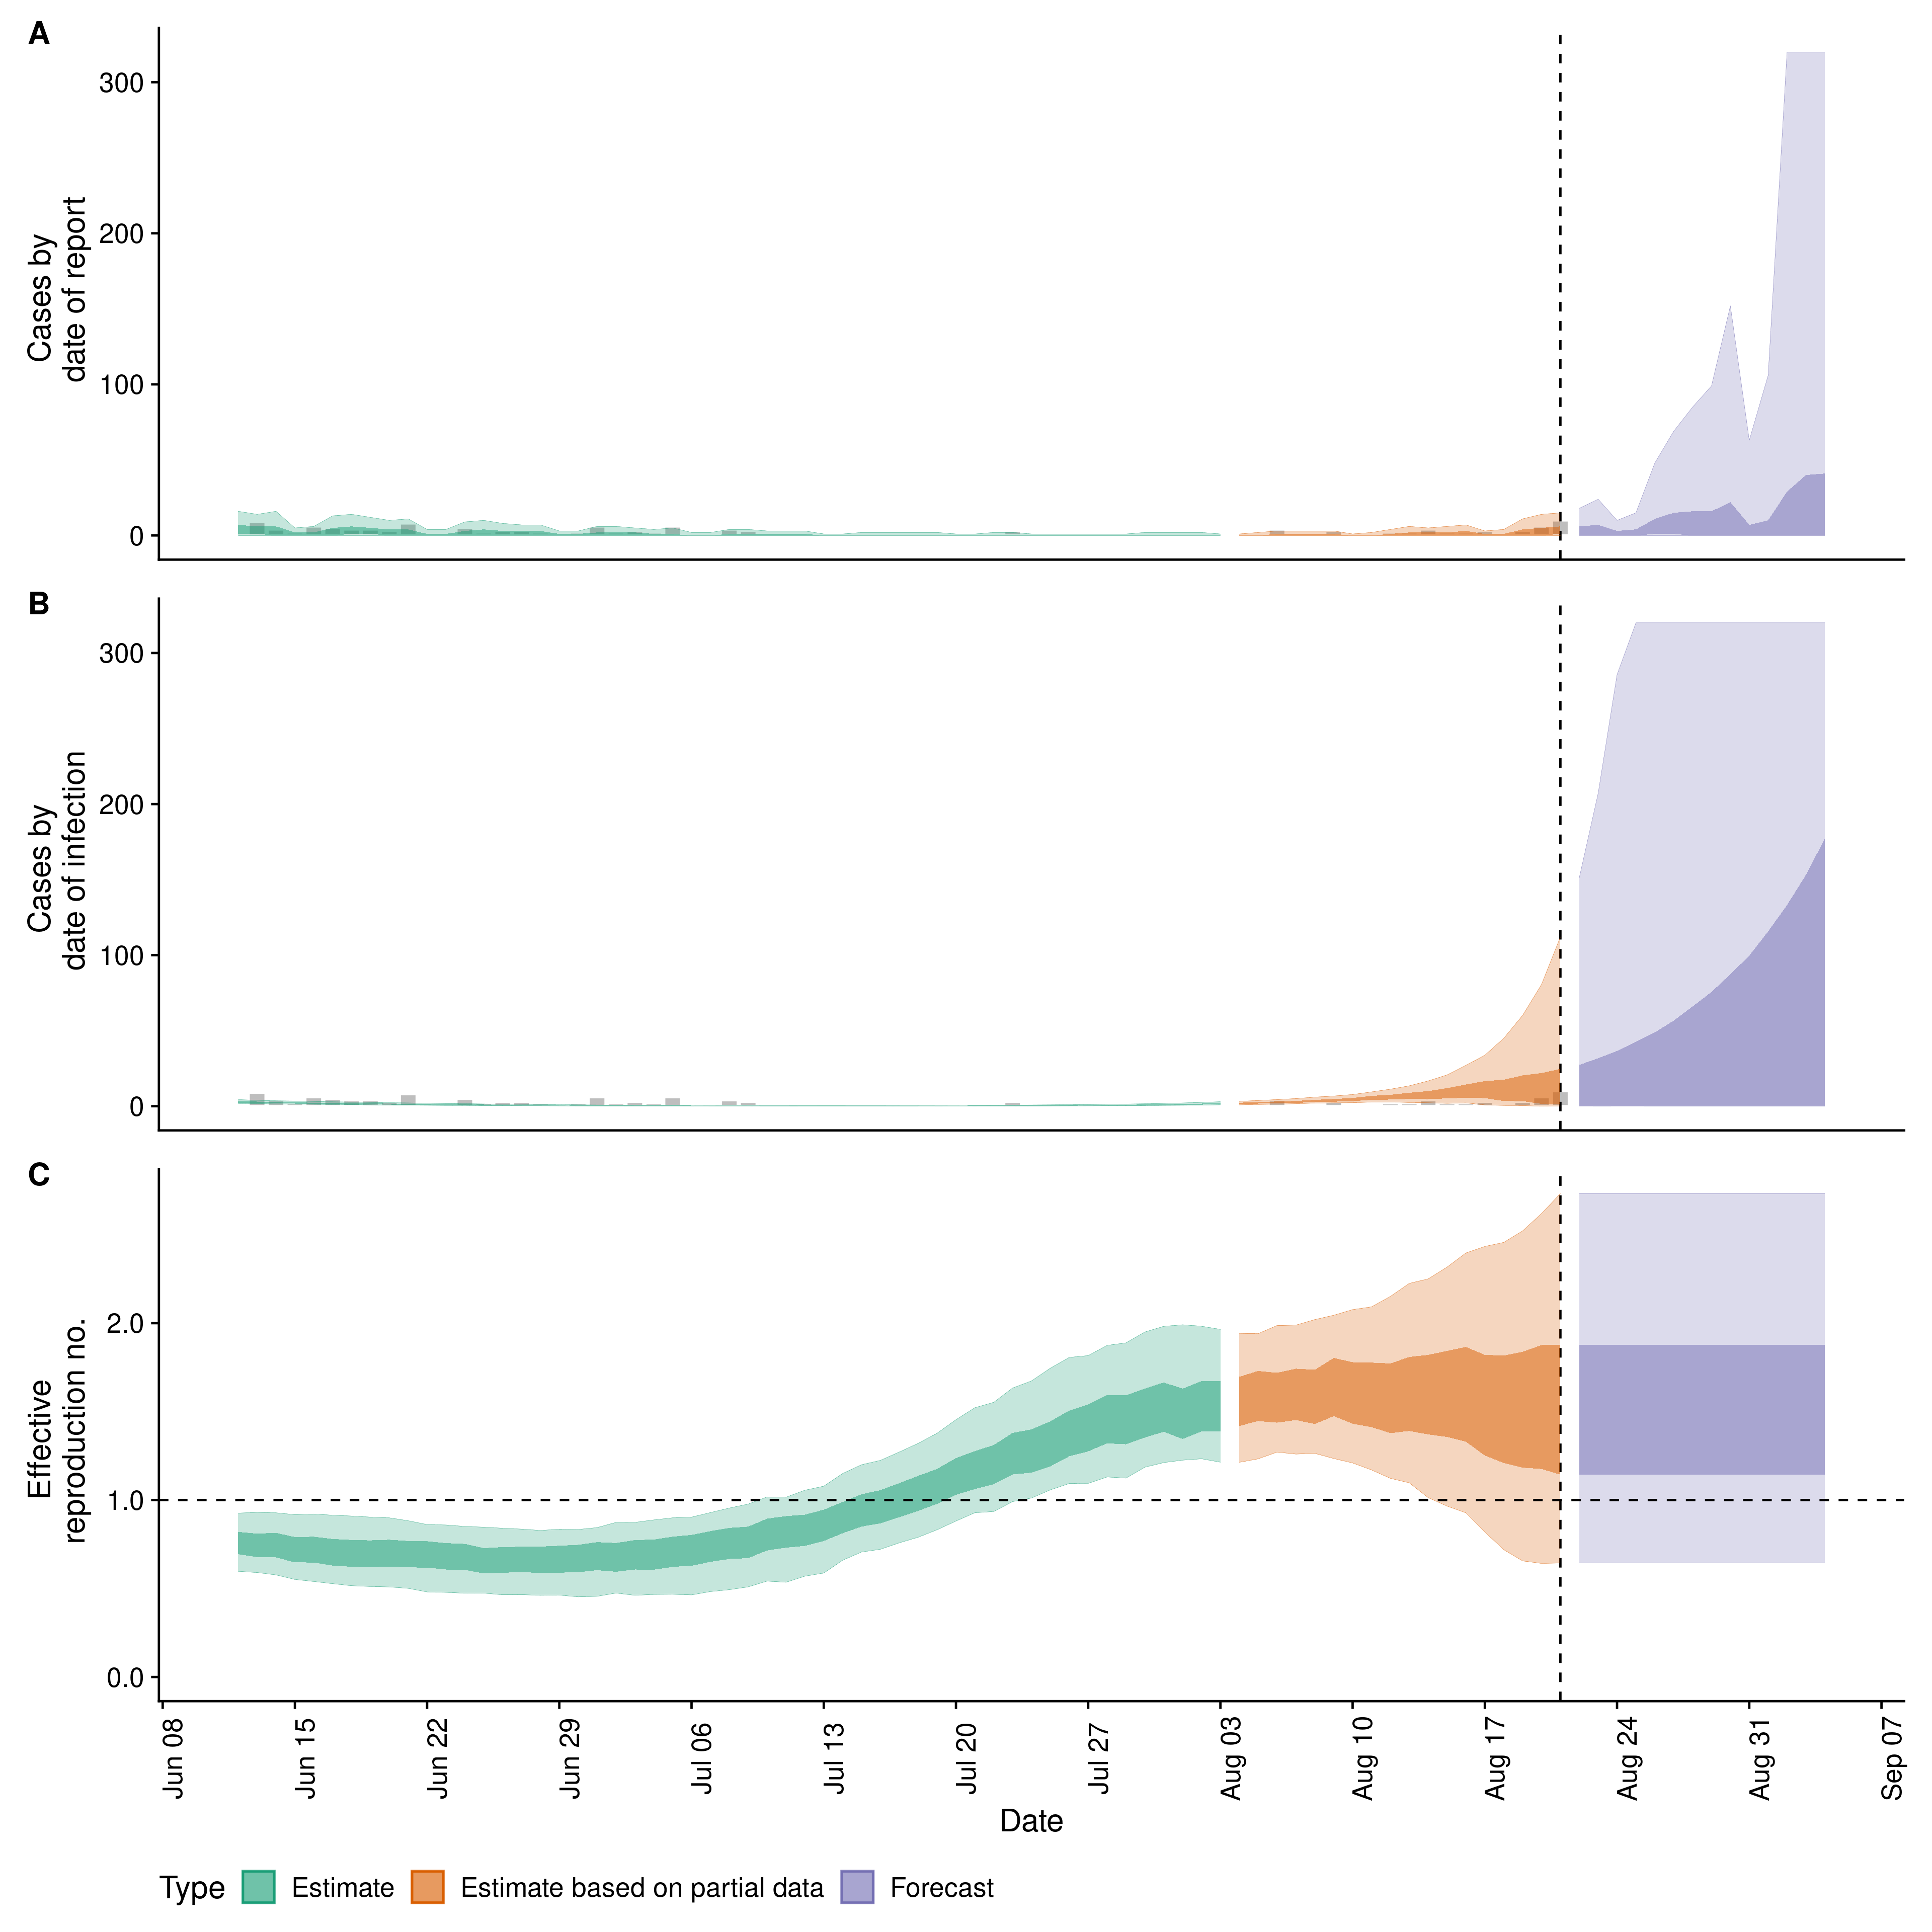 A
300
200
100
0
Cases by
date of report
B
300
200
100
0
Cases by
date of infection
C
2.0
1.0
0.0
Effective
reproduction no.
Jun 08
Jun 15
Jun 22
Jun 29
Jul 06
Jul 13
Jul 20
Jul 27
Aug 03
Aug 10
Aug 17
Aug 24
Aug 31
Sep 07
Date
Type Estimate Estimate based on partial data Forecast